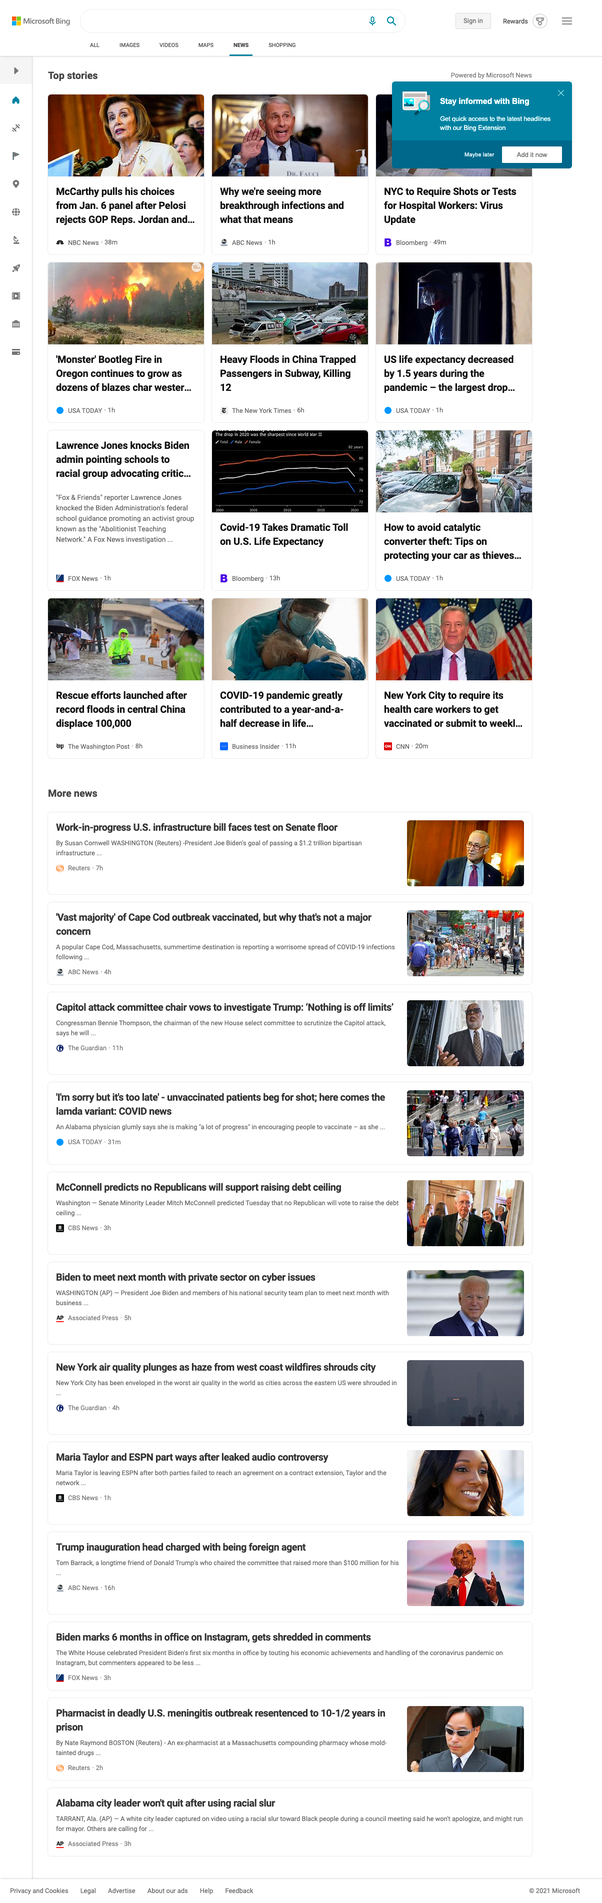 Microsoft Bing
Sign in
Rewards
ALL
IMAGES
VIDEOS
MAPS
NEWS
SHOPPING
Top stories
Powered by Microsoft News
Stay informed with Bing
Get quick access to the latest headlines
with our Bing Extension
Maybe later
Add it now
DR. FAUCI
McCarthy pulls his choices
from Jan. 6 panel after Pelosi
rejects GOP Reps. Jordan and...
NBC News · 38m
Why we're seeing more
breakthrough infections and
what that means
ABC News · 1h
NYC to Require Shots or Tests
for Hospital Workers: Virus
Update
Bloomberg · 49m
'Monster' Bootleg Fire in
Oregon continues to grow as
dozens of blazes char wester...
USA TODAY · 1h
Heavy Floods in China Trapped
Passengers in Subway, Killing
12
The New York Times · 6h
US life expectancy decreased
by 1.5 years during the
pandemic – the largest drop...
USA TODAY · 1h
Lawrence Jones knocks Biden
admin pointing schools to
racial group advocating critic...
"Fox & Friends" reporter Lawrence Jones
knocked the Biden Administration's federal
school guidance promoting an activist group
known as the "Abolitionist Teaching
Network." A Fox News investigation ...
FOX News · 1h
The drop in 2020 was the sharpest since World War II
Total Male Female
82 years
80
78
76
74
72
Covid-19 Takes Dramatic Toll
on U.S. Life Expectancy
Bloomberg · 13h
How to avoid catalytic
converter theft: Tips on
protecting your car as thieves...
USA TODAY · 1h
Rescue efforts launched after
record floods in central China
displace 100,000
The Washington Post · 8h
COVID-19 pandemic greatly
contributed to a year-and-a-
half decrease in life...
Business Insider · 11h
New York City to require its
health care workers to get
vaccinated or submit to weekl...
CNN · 20m
More news
Work-in-progress U.S. infrastructure bill faces test on Senate floor
By Susan Cornwell WASHINGTON (Reuters) -President Joe Biden's goal of passing a $1.2 trillion bipartisan
infrastructure ...
Reuters · 7h
'Vast majority' of Cape Cod outbreak vaccinated, but why that's not a major
concern
A popular Cape Cod, Massachusetts, summertime destination is reporting a worrisome spread of COVID-19 infections
following ...
ABC News · 4h
Capitol attack committee chair vows to investigate Trump: 'Nothing is off limits'
Congressman Bennie Thompson, the chairman of the new House select committee to scrutinize the Capitol attack,
says he will ...
The Guardian · 11h
'I'm sorry but it's too late' - unvaccinated patients beg for shot; here comes the
lamda variant: COVID news
An Alabama physician glumly says she is making "a lot of progress" in encouraging people to vaccinate – as she ...
USA TODAY · 31m
McConnell predicts no Republicans will support raising debt ceiling
Washington — Senate Minority Leader Mitch McConnell predicted Tuesday that no Republican will vote to raise the debt
ceiling ...
CBS News · 3h
Biden to meet next month with private sector on cyber issues
WASHINGTON (AP) — President Joe Biden and members of his national security team plan to meet next month with
business ...
AP Associated Press · 5h
New York air quality plunges as haze from west coast wildfires shrouds city
New York City has been enveloped in the worst air quality in the world as cities across the eastern US were shrouded in
...
The Guardian · 4h
Maria Taylor and ESPN part ways after leaked audio controversy
Maria Taylor is leaving ESPN after both parties failed to reach an agreement on a contract extension, Taylor and the
network ...
CBS News · 1h
Trump inauguration head charged with being foreign agent
Tom Barrack, a longtime friend of Donald Trump's who chaired the committee that raised more than $100 million for his
...
ABC News · 16h
Biden marks 6 months in office on Instagram, gets shredded in comments
The White House celebrated President Biden's first six months in office by touting his economic achievements and handling of the coronavirus pandemic on
Instagram, but commenters appeared to be less ...
FOX News · 3h
Pharmacist in deadly U.S. meningitis outbreak resentenced to 10-1/2 years in
prison
By Nate Raymond BOSTON (Reuters) - An ex-pharmacist at a Massachusetts compounding pharmacy whose mold-
tainted drugs ...
Reuters · 2h
Alabama city leader won't quit after using racial slur
TARRANT, Ala. (AP) — A white city leader captured on video using a racial slur toward Black people during a council meeting said he won't apologize, and might run
for mayor. Others are calling for ...
AP Associated Press · 3h
Privacy and Cookies
Legal
Advertise
About our ads
Help
Feedback
© 2021 Microsoft